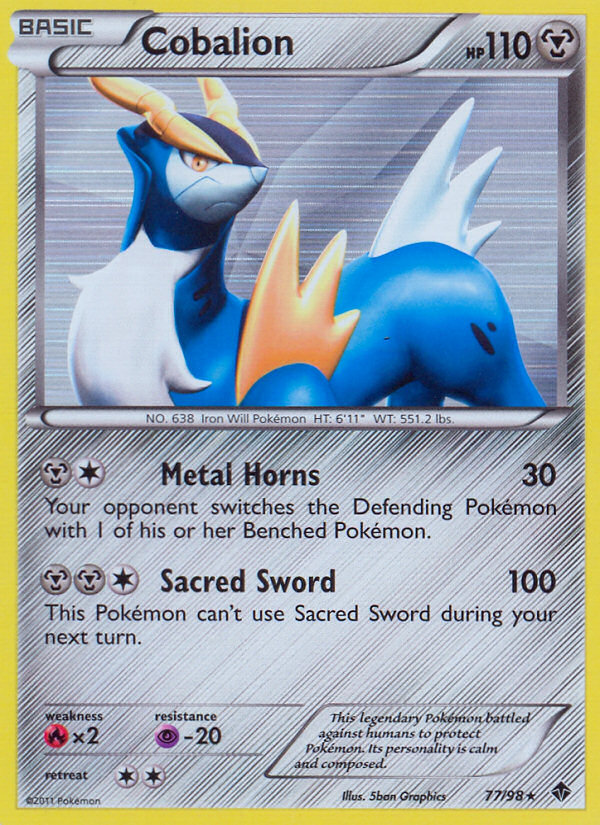 BASIC
Cobalion
HP110
NO. 638 Iron Will Pokémon HT: 6'11" WT: 551.2 lbs.
Metal Horns 30
Your opponent switches the Defending Pokémon
with 1 of his or her Benched Pokémon.
Sacred Sword 100
This Pokémon can't use Sacred Sword during your
next turn.
weakness
×2
resistance
-20
retreat
This legendary Pokémon battled
against humans to protect
Pokémon. Its personality is calm
and composed.
©2011 Pokémon
Illus. 5ban Graphics
77/98★